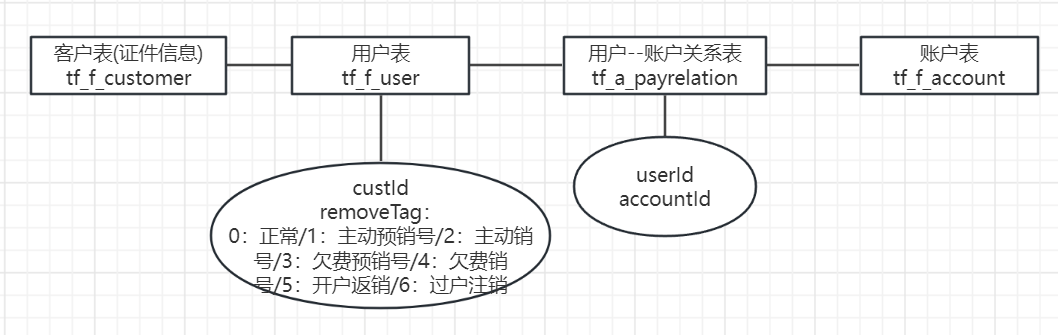 客户表(证件信息)
tf_f_customer
用户表
tf_f_user
用户--账户关系表
tf_a_payrelation
账户表
tf_f_account
custId
removeTag：
0：正常/1：主动预销号/2：主动销
号/3：欠费预销号/4：欠费销
号/5：开户返销/6：过户注销
userId
accountId